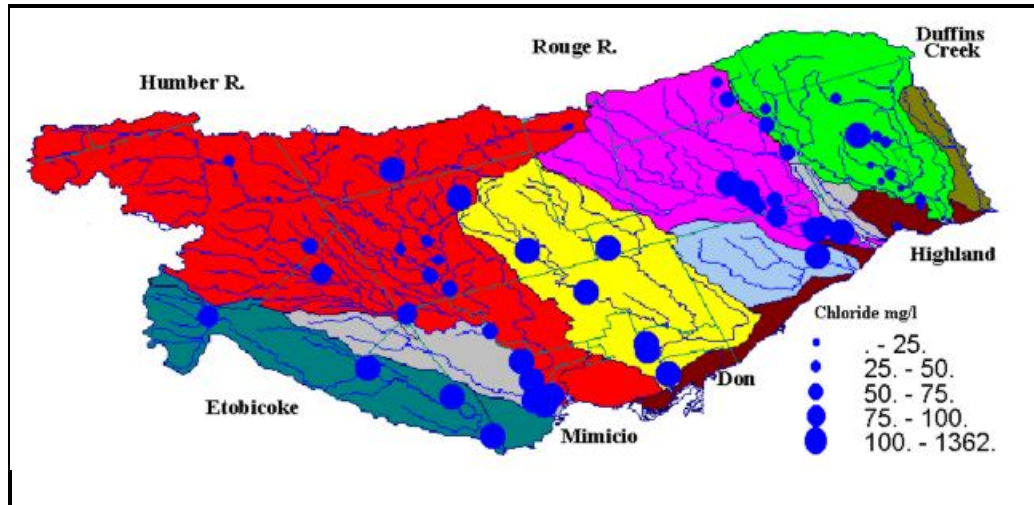 Duffins
Creek
Rouge R.
Humber R.
Highland
Chloride mg/l
. - 25.
25. - 50.
50. - 75.
75. - 100.
100. - 1362.
Don
Etobicoke
Mimicio